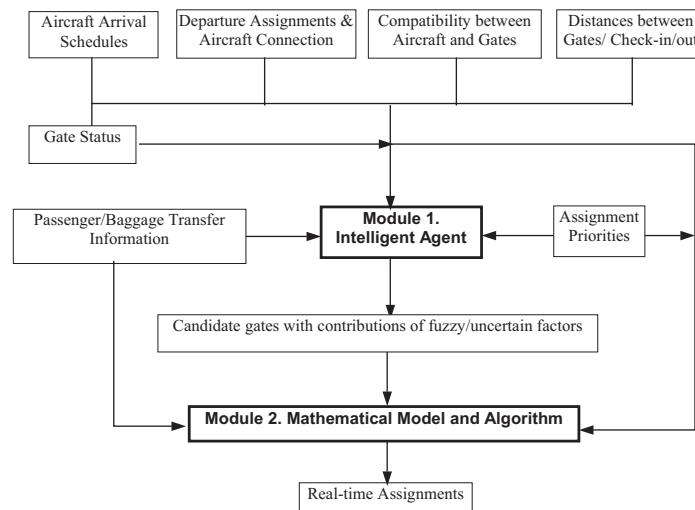 Aircraft Arrival
Schedules
Departure Assignments &
Aircraft Connection
Compatibility between
Aircraft and Gates
Distances between
Gates/ Check-in/out
Gate Status
Passenger/Baggage Transfer
Information
Module 1.
Intelligent Agent
Assignment
Priorities
Candidate gates with contributions of fuzzy/uncertain factors
Module 2. Mathematical Model and Algorithm
Real-time Assignments